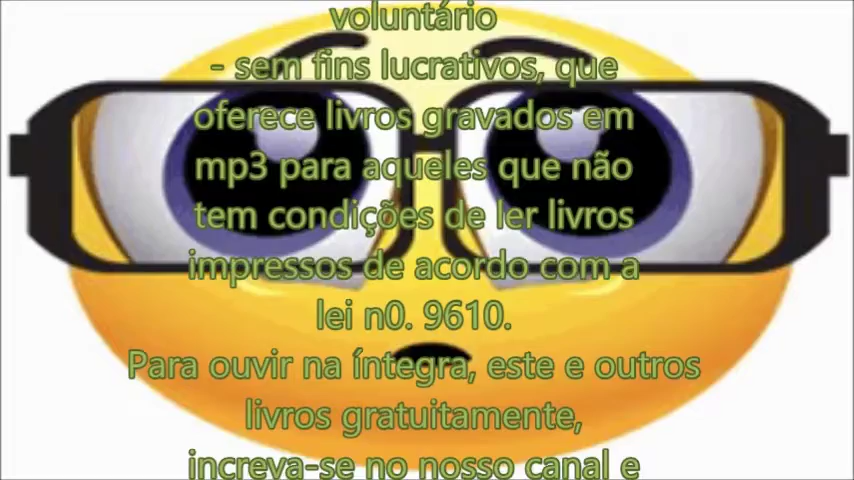 voluntário
- sem fins lucrativos, que
oferece livros gravados em
mp3 para aqueles que não
tem condições de ler livros
impressos de acordo com a
lei n0. 9610.
Para ouvir na íntegra, este e outros
livros gratuitamente,
increva-se no nosso canal e